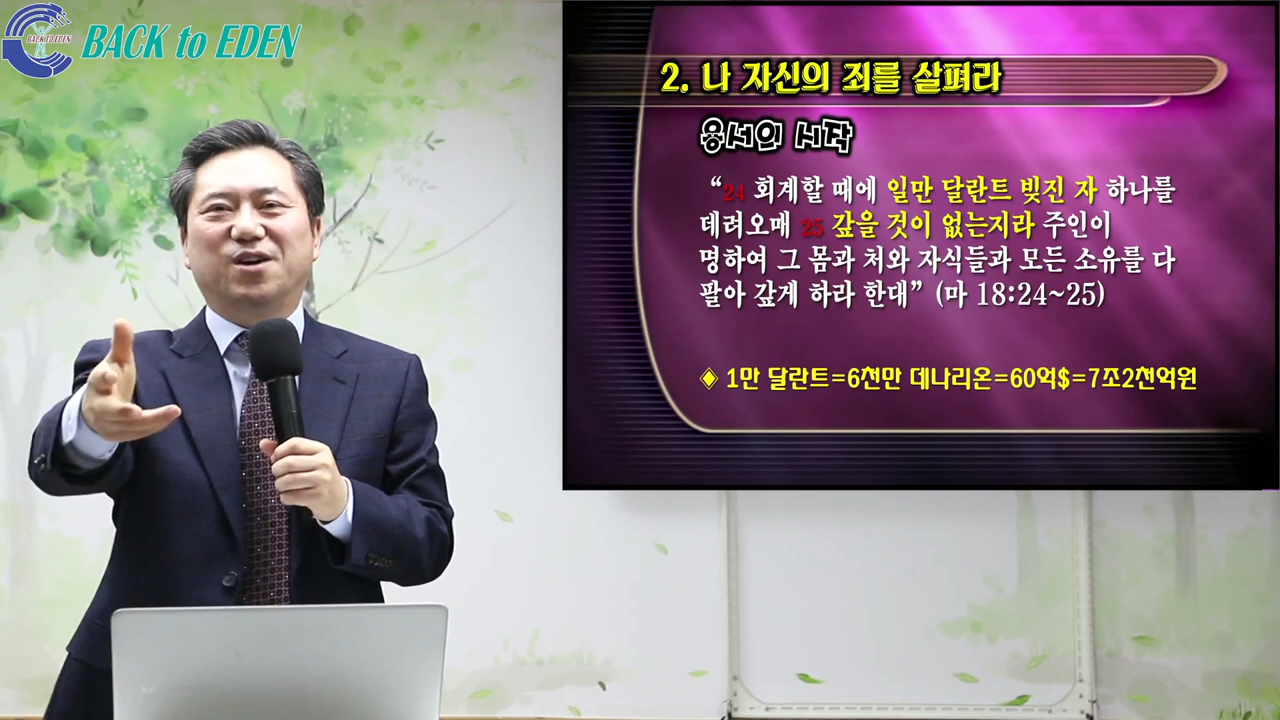 BACK TO EDEN
BACK to EDEN
2. 나 자신의 죄를 살펴라
용서의 시작
“24 회계할 때에 일만 달란트 빚진 자 하나를
데려오매 25 갚을 것이 없는지라 주인이
명하여 그 몸과 처와 자식들과 모든 소유를 다
팔아 갚게 하라 한대” (마 18:24~25)
◈ 1만 달란트=6천만 데나리온=60억$=7조2천억원